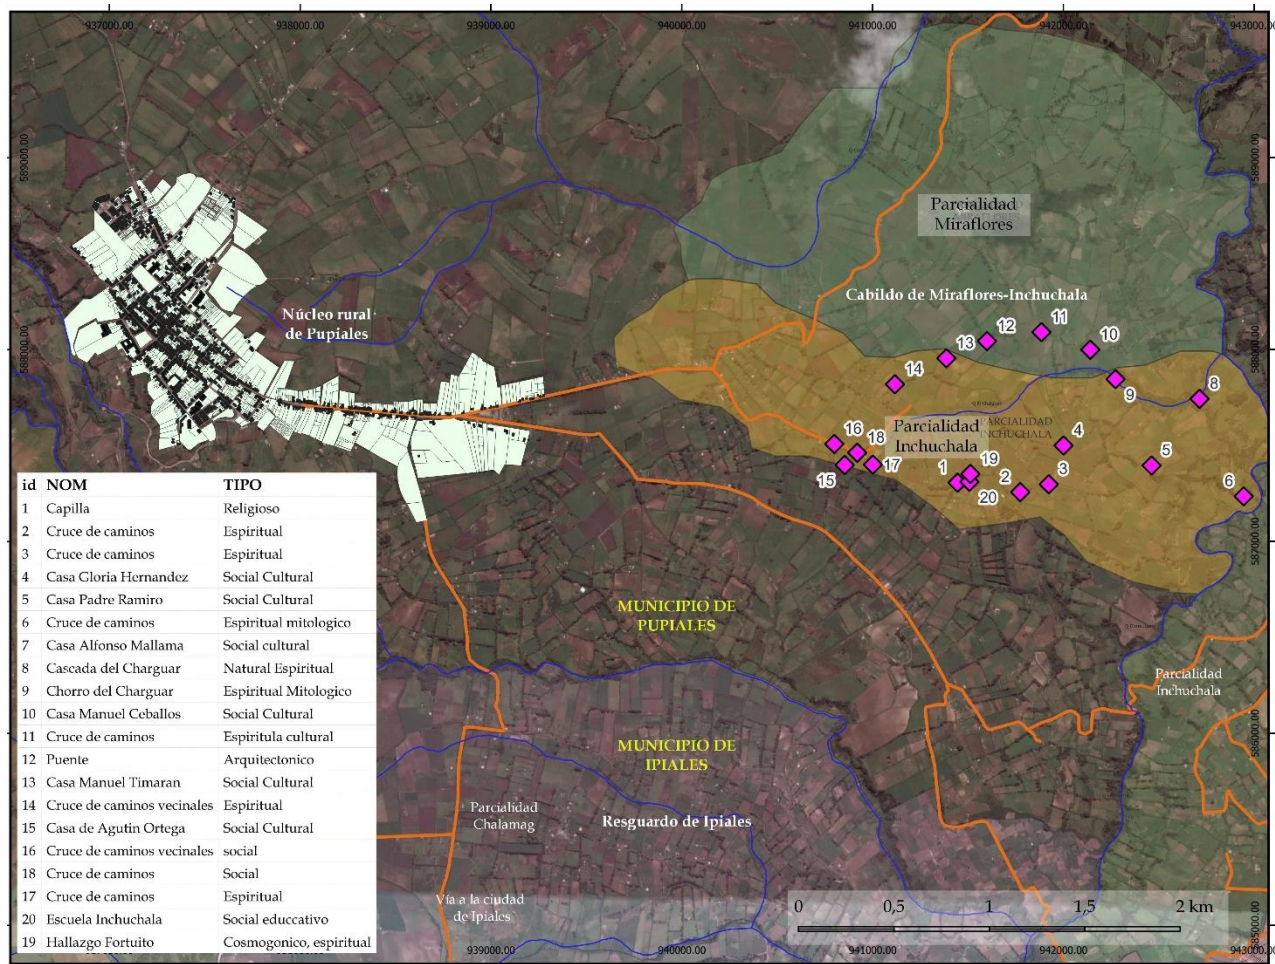 937000.00 938000.00 939000.00 940000.00 941000.00 942000.00 943000.00
589000.00
589000.00
Parcialidad
Miraflores
Cabildo de Miraflores-Inchuchala
Núcleo rural
de Pupiales
588000.00
11
12
10
13
14
9
8
Parcialidad
Inchuchala
PARCIALIDAD
INCHUCHALA
16
18
4
15
17
1
19
20
2
3
5
6
587000.00
id NOM TIPO
1 Capilla Religioso
2 Cruce de caminos Espiritual
3 Cruce de caminos Espiritual
4 Casa Gloria Hernandez Social Cultural
5 Casa Padre Ramiro Social Cultural
6 Cruce de caminos Espiritual mitologico
7 Casa Alfonso Mallama Social cultural
8 Cascada del Charguar Natural Espiritual
9 Chorro del Charguar Espiritual Mitologico
10 Casa Manuel Ceballos Social Cultural
11 Cruce de caminos Espiritula cultural
12 Puente Arquitectonico
13 Casa Manuel Timaran Social Cultural
14 Cruce de caminos vecinales Espiritual
15 Casa de Agutin Ortega Social Cultural
16 Cruce de caminos vecinales social
18 Cruce de caminos Social
17 Cruce de caminos Espiritual
20 Escuela Inchuchala Social educcativo
19 Hallazgo Fortuito Cosmogonico, espiritual
MUNICIPIO DE
PUPIALES
Parcialidad
Inchuchala
586000.00
MUNICIPIO DE
IPIALES
Parcialidad
Chalamag
Resguardo de Ipiales
Vía a la ciudad
de Ipiales
0 0,5 1 1,5 2 km
585000.00
939000.00 940000.00 941000.00 942000.00